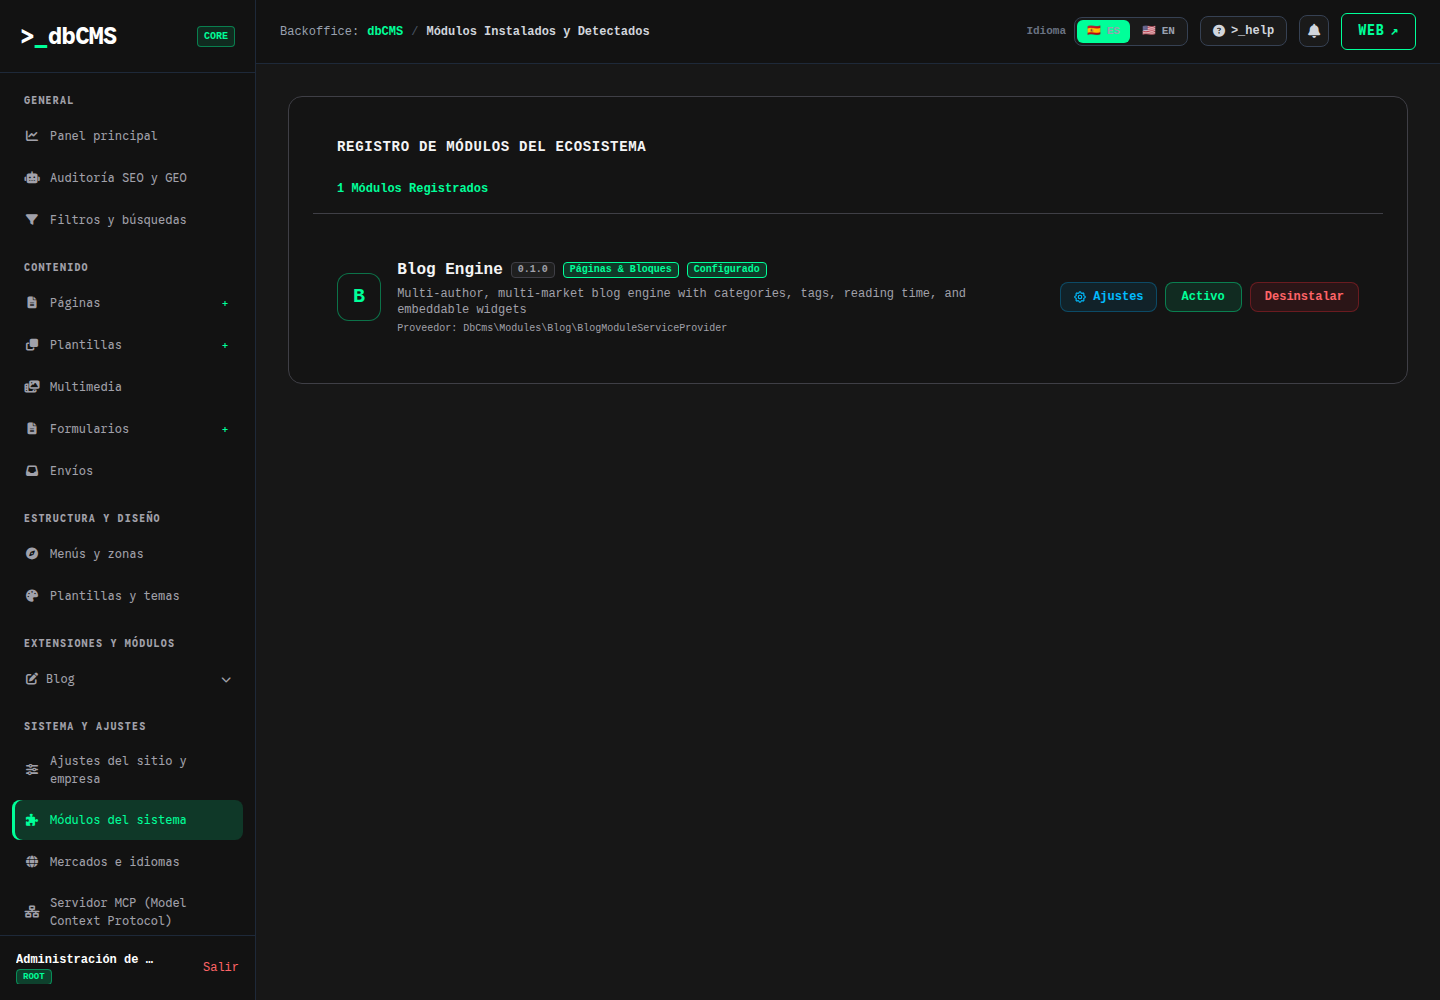 >_dbCMS
CORE
GENERAL
Panel principal
Auditoría SEO y GEO
Filtros y búsquedas
CONTENIDO
Páginas +
Plantillas +
Multimedia
Formularios +
Envíos
ESTRUCTURA Y DISEÑO
Menús y zonas
Plantillas y temas
EXTENSIONES Y MÓDULOS
Blog
SISTEMA Y AJUSTES
Ajustes del sitio y
empresa
Módulos del sistema
Mercados e idiomas
Servidor MCP (Model
Context Protocol)
Administración de …
ROOT
Salir
Backoffice: dbCMS / Módulos Instalados y Detectados
Idioma
EN
>_help
WEB ↗
REGISTRO DE MÓDULOS DEL ECOSISTEMA
1 Módulos Registrados
B
Blog Engine 0.1.0 Páginas & Bloques Configurado
Multi-author, multi-market blog engine with categories, tags, reading time, and
embeddable widgets
Proveedor: DbCms\Modules\Blog\BlogModuleServiceProvider
Ajustes
Activo
Desinstalar